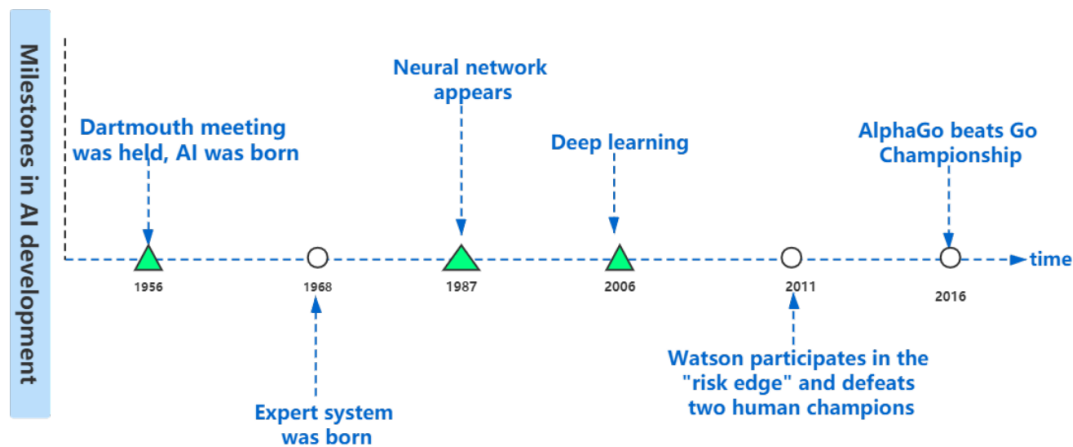 Milestones in AI development
Neural network
appears
Dartmouth meeting
was held, AI was born
Deep learning
AlphaGo beats Go
Championship
time
1956
1968
1987
2006
2011
2016
Expert system
was born
Watson participates in the
"risk edge" and defeats
two human champions